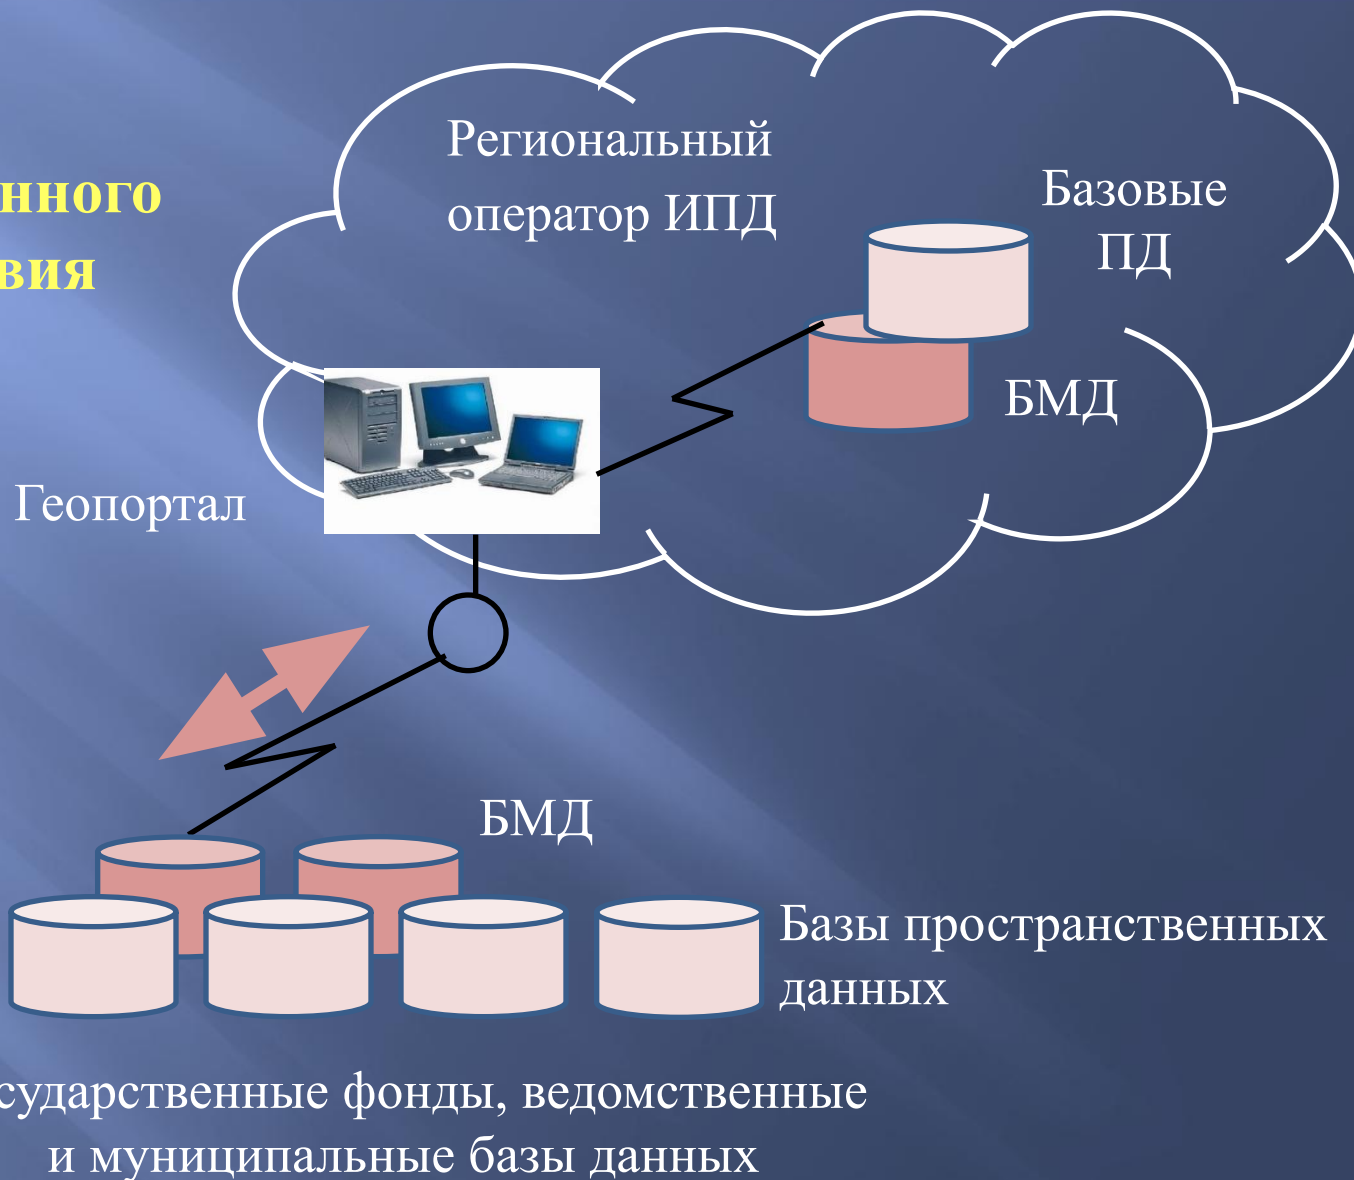 нного
вия
Региональный
оператор ИПД
Базовые
ПД
БМД
Геопортал
БМД
Базы пространственных
данных
сударственные фонды, ведомственные
и муниципальные базы данных